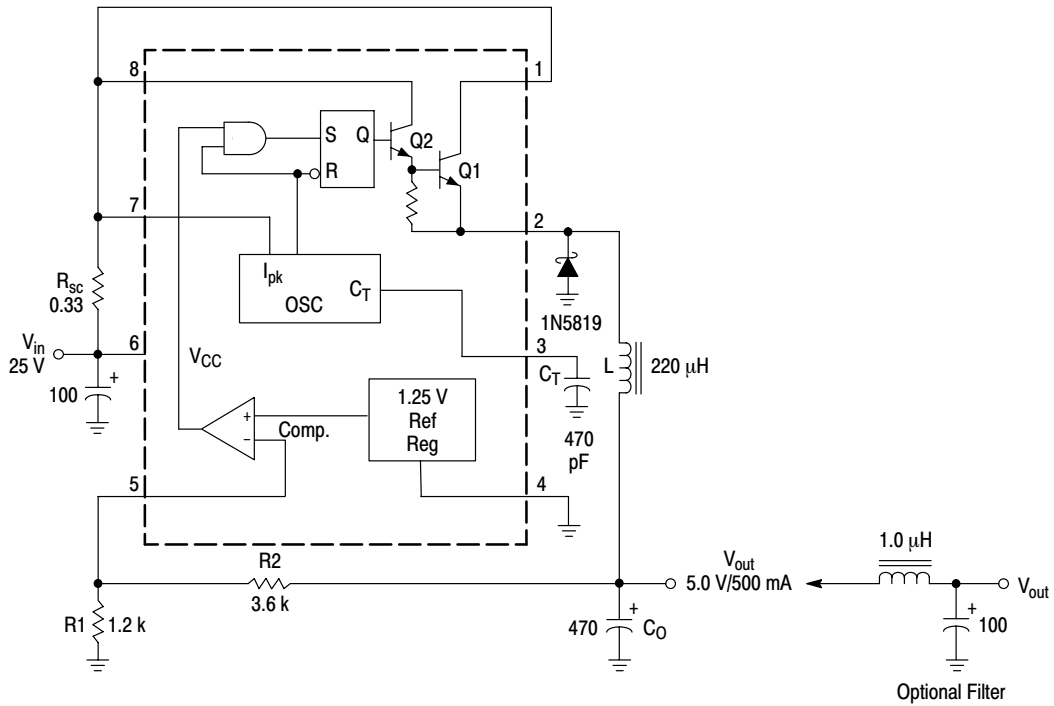 8
1
S Q
R
Q2
Q1
7
2
Ipk
CT
OSC
Rsc
0.33
1N5819
Vin
25 V
6
VCC
3
CT
470
pF
L
220 μH
100
+
+
−
Comp.
1.25 V
Ref
Reg
5
4
R2
3.6 k
R1
1.2 k
Vout
5.0 V/500 mA
470
+
CO
1.0 μH
Vout
+
100
Optional Filter